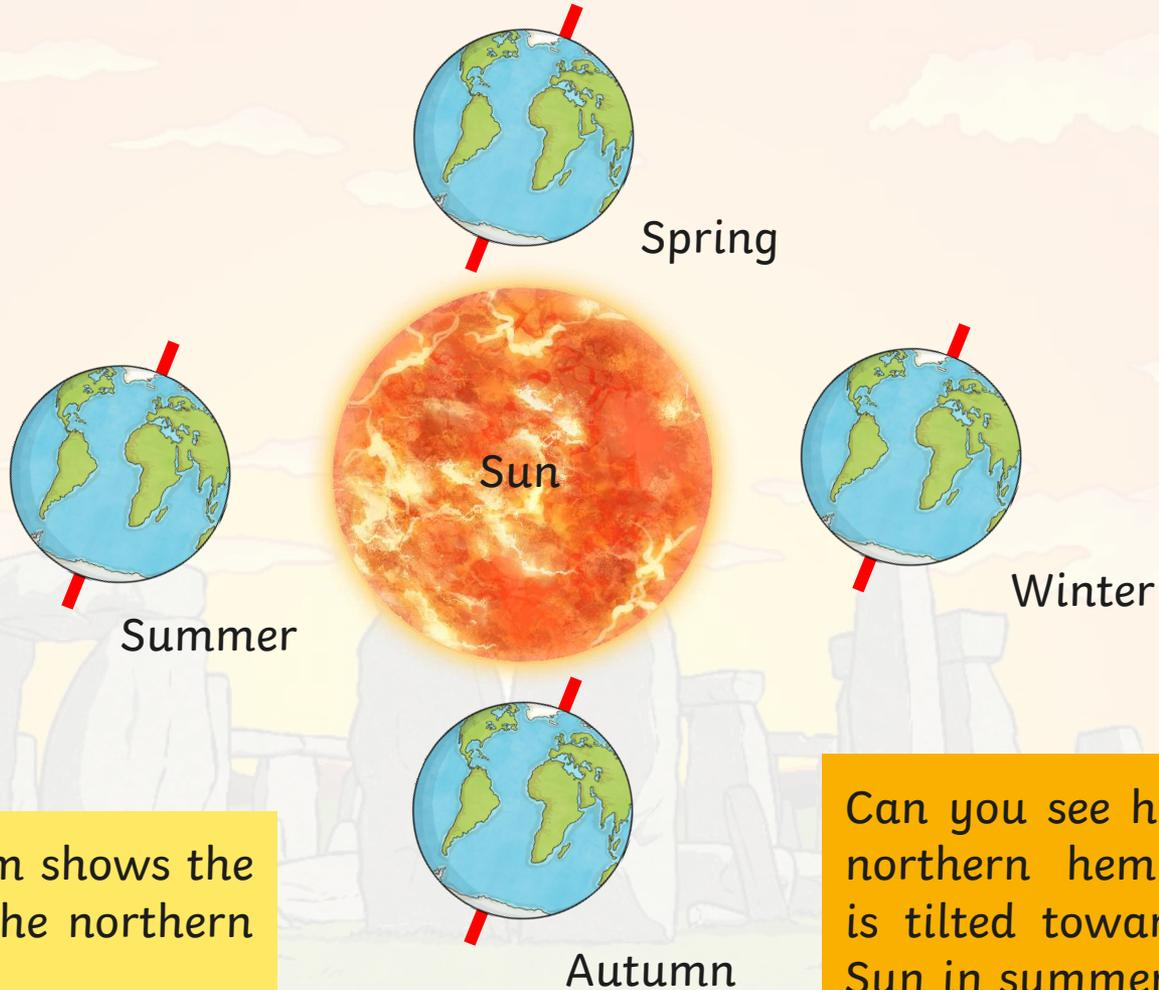 Spring
Sun
Winter
Summer
m shows the
he northern
Can you see h
northern hem
is tilted towar
Sun in summer
Autumn